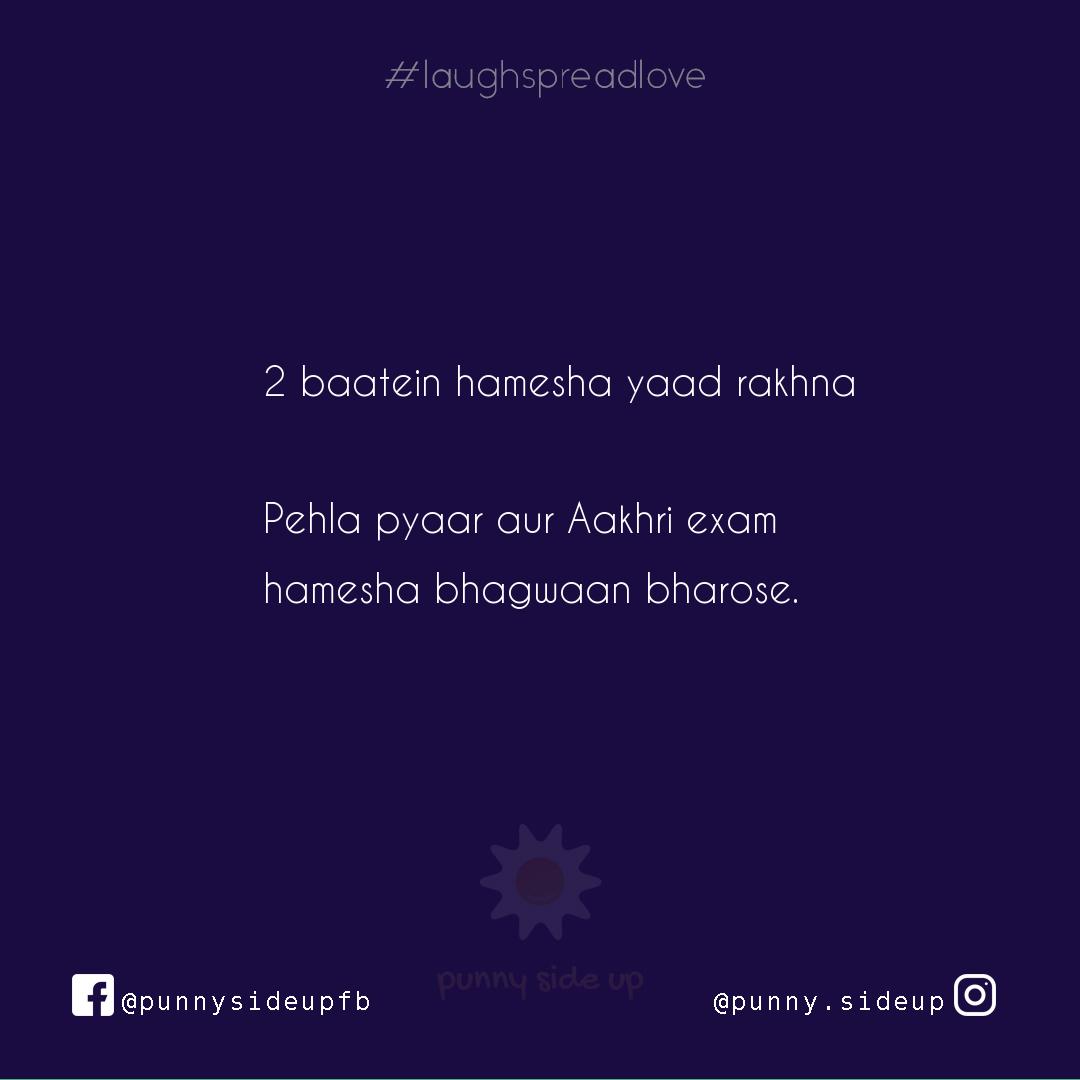 #laughspreadlove
2 baatein hamesha yaad rakhna
Pehla pyaar aur Aakhri exam
hamesha bhagwaan bharose.
punny side up
@punnysideupfb
@punny.sideup